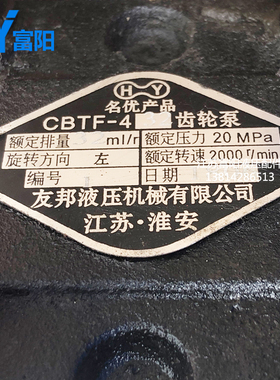 富阳
H Y
名优产品
CBTF-4 齿轮泵
额定排量 ml/r 额定压力 20 MPa
旋转方向 左 额定转速 2000 r/min
编号 日期
友邦液压机械有限公司
江苏·淮安
13814286513